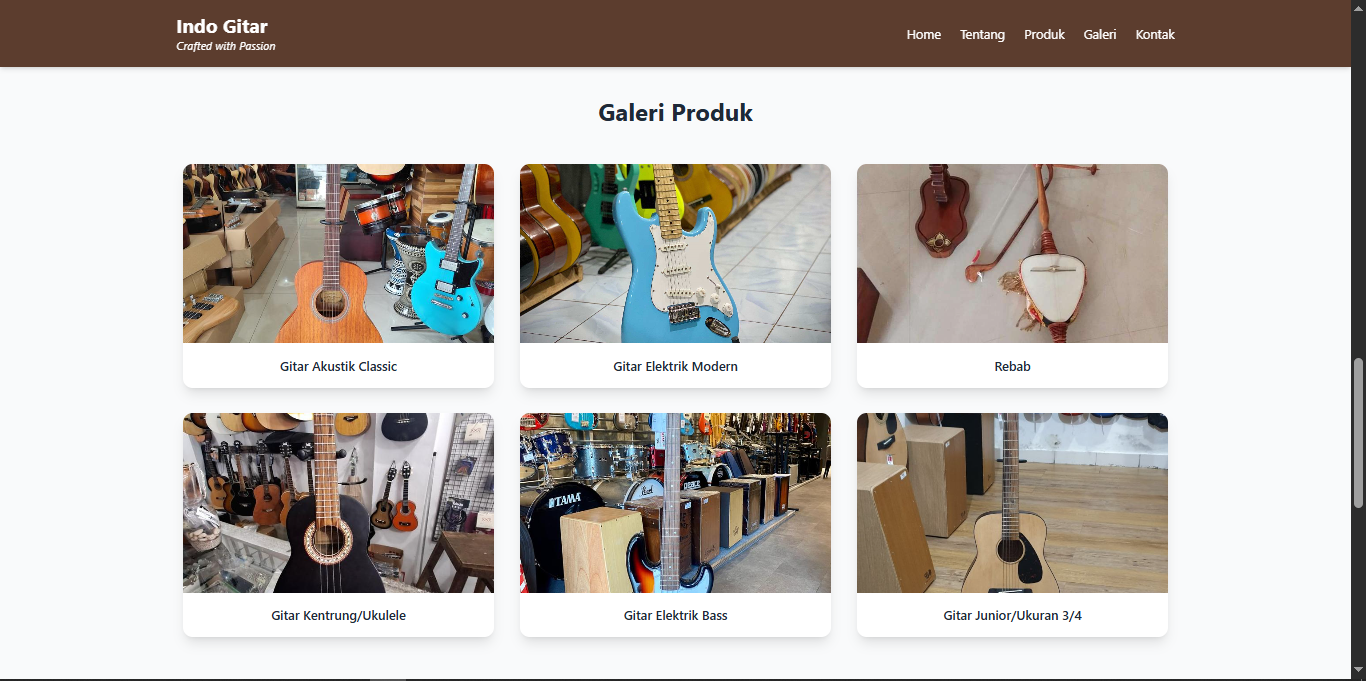 Indo Gitar
Crafted with Passion
Home Tentang Produk Galeri Kontak
Galeri Produk
Gitar Akustik Classic
Gitar Elektrik Modern
Rebab
TAMA
Pearl
Gitar Kentrung/Ukulele
Gitar Elektrik Bass
Gitar Junior/Ukuran 3/4